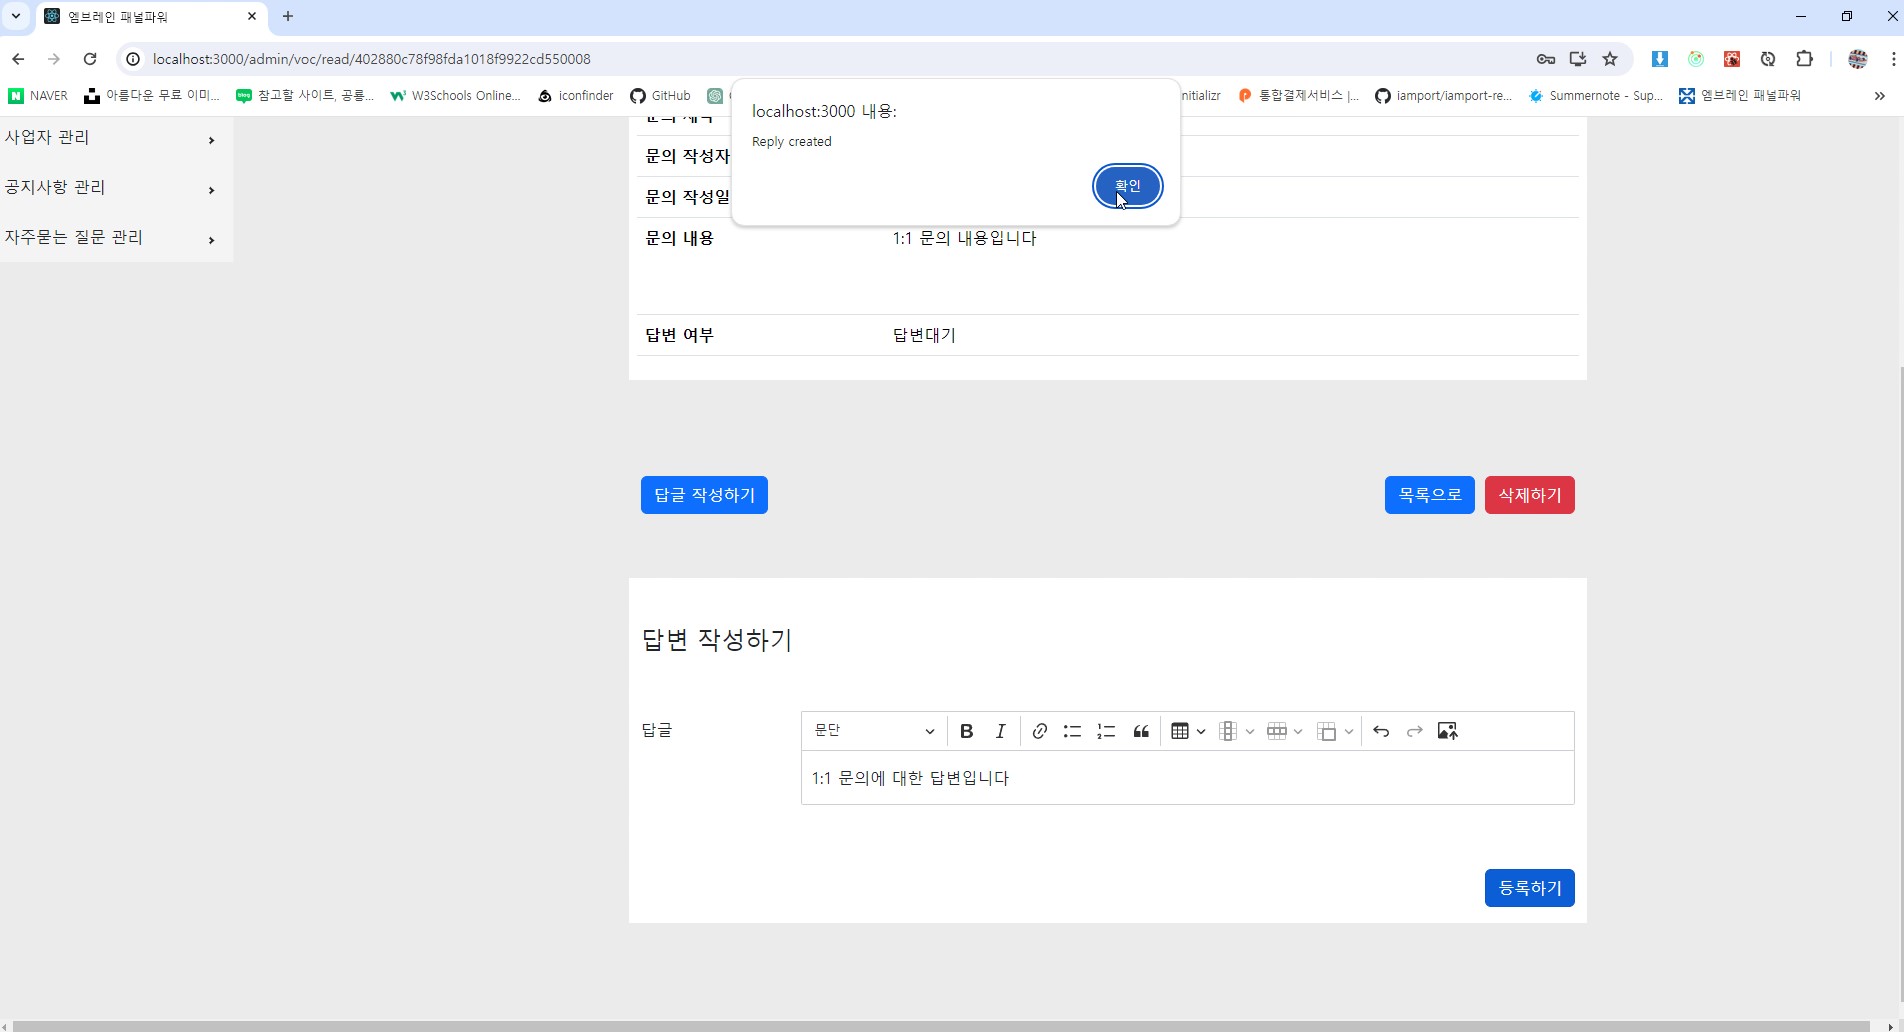 엠브레인 패널파워
localhost:3000/admin/voc/read/402880c78f98fda1018f9922cd550008
NAVER 아름다운 무료 이미... blog 참고할 사이트, 공룡... W3Schools Online... iconfinder GitHub nitializr 통합결제서비스 |... iamport/iamport-re... Summernote - Sup... 엠브레인 패널파워
localhost:3000 내용:
Reply created
확인
사업자 관리
공지사항 관리
자주묻는 질문 관리
문의 작성자
문의 작성일
문의 내용 1:1 문의 내용입니다
답변 여부 답변대기
답글 작성하기 목록으로 삭제하기
답변 작성하기
답글
문단 B I
1:1 문의에 대한 답변입니다
등록하기